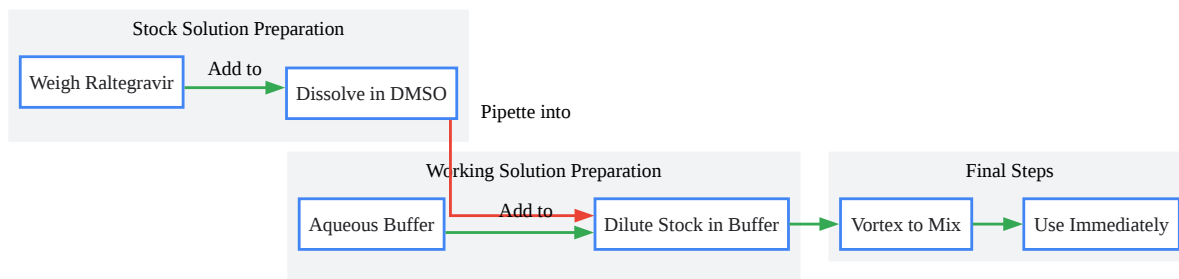 Stock Solution Preparation
Weigh Raltegravir
Add to
Dissolve in DMSO
Pipette into
Working Solution Preparation
Aqueous Buffer
Add to
Dilute Stock in Buffer
Final Steps
Vortex to Mix
Use Immediately